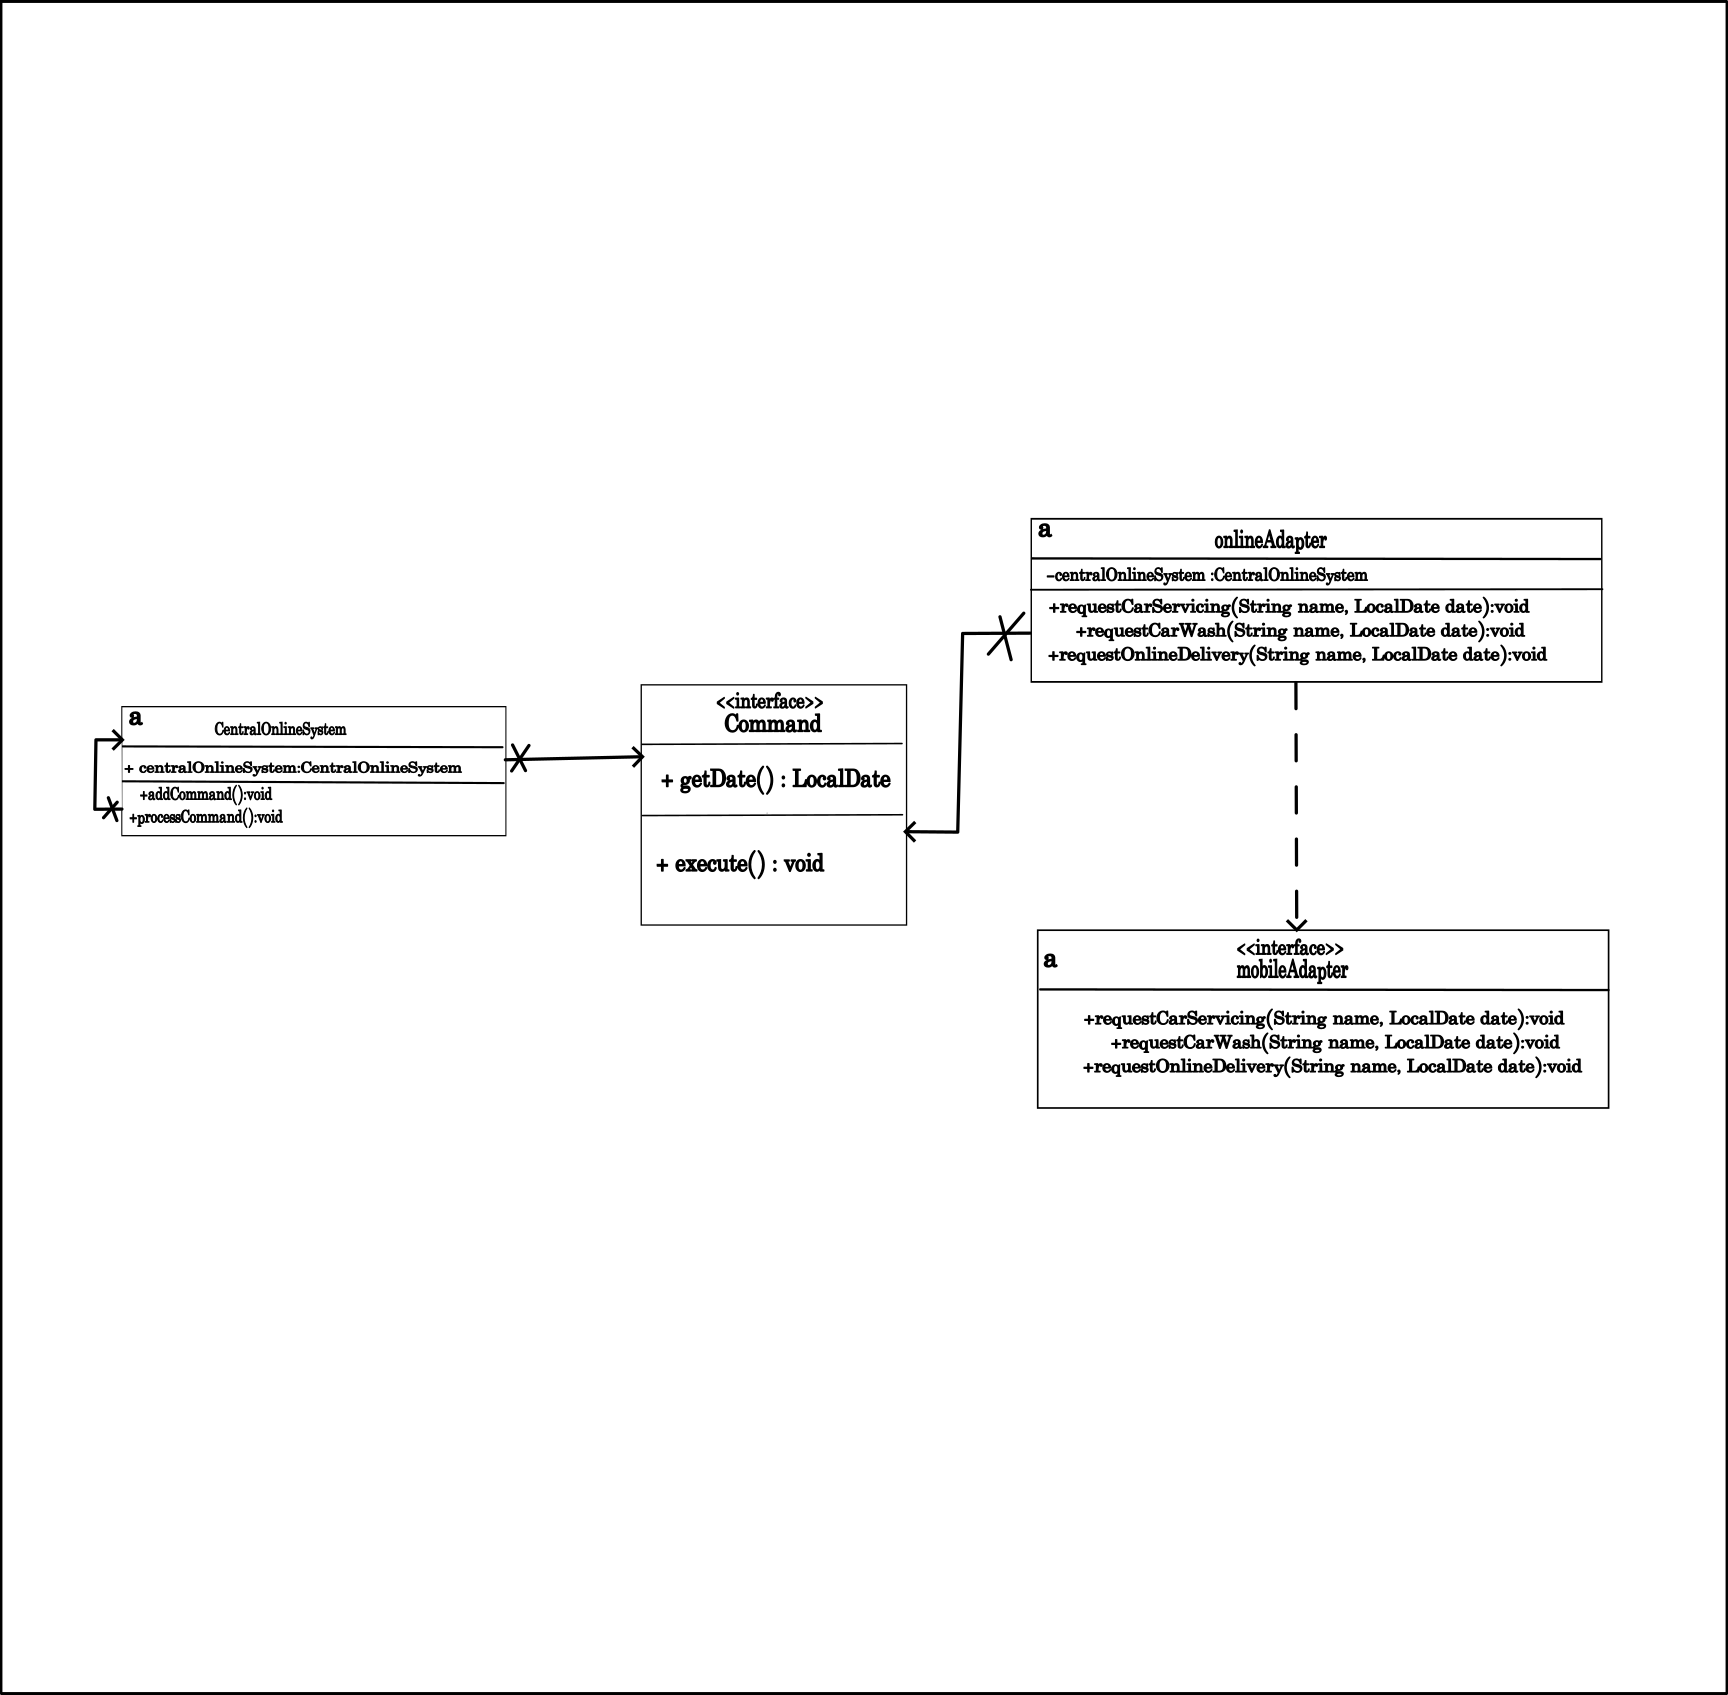 a
onlineAdapter
-centralOnlineSystem :CentralOnlineSystem
+requestCarServicing(String name, LocalDate date):void
+requestCarWash(String name, LocalDate date):void
+requestOnlineDelivery(String name, LocalDate date):void
<<interface>>
Command
+ getDate() : LocalDate
+ execute() : void
a
CentralOnlineSystem
+ centralOnlineSystem:CentralOnlineSystem
+addCommand():void
+processCommand():void
<<interface>>
a
mobileAdapter
+requestCarServicing(String name, LocalDate date):void
+requestCarWash(String name, LocalDate date):void
+requestOnlineDelivery(String name, LocalDate date):void